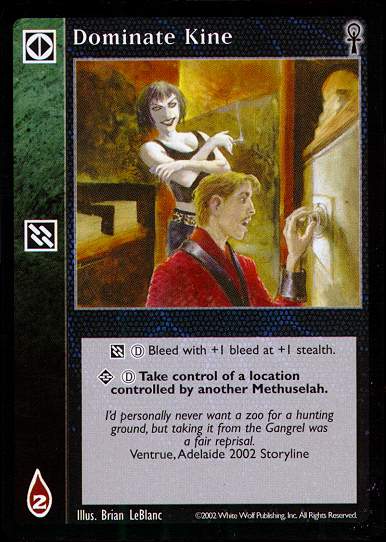 Dominate Kine
Ⓓ Bleed with +1 bleed at +1 stealth.
Ⓓ Take control of a location
controlled by another Methuselah.
I'd personally never want a zoo for a hunting
ground, but taking it from the Gangrel was
a fair reprisal.
Ventrue, Adelaide 2002 Storyline
2
Illus. Brian LeBlanc
©2002 White Wolf Publishing, Inc. All Rights Reserved.